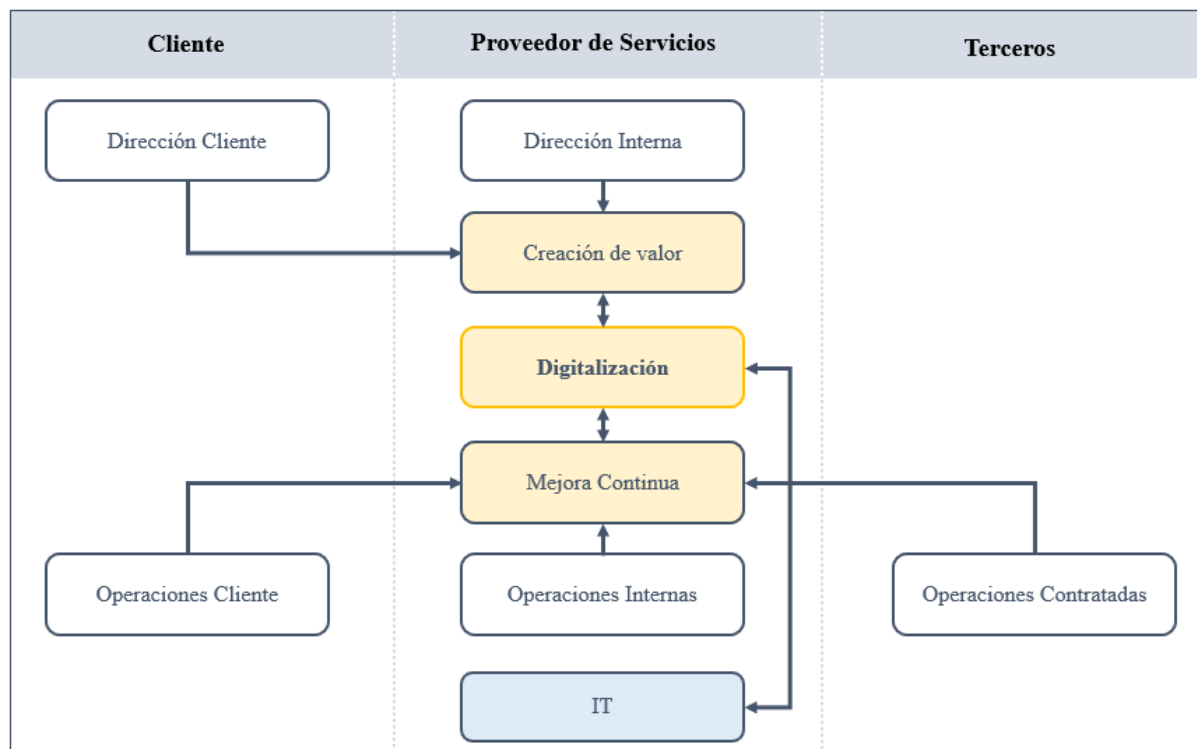 Cliente
Proveedor de Servicios
Terceros
Dirección Cliente
Dirección Interna
Creación de valor
Digitalización
Mejora Continua
Operaciones Cliente
Operaciones Internas
Operaciones Contratadas
IT